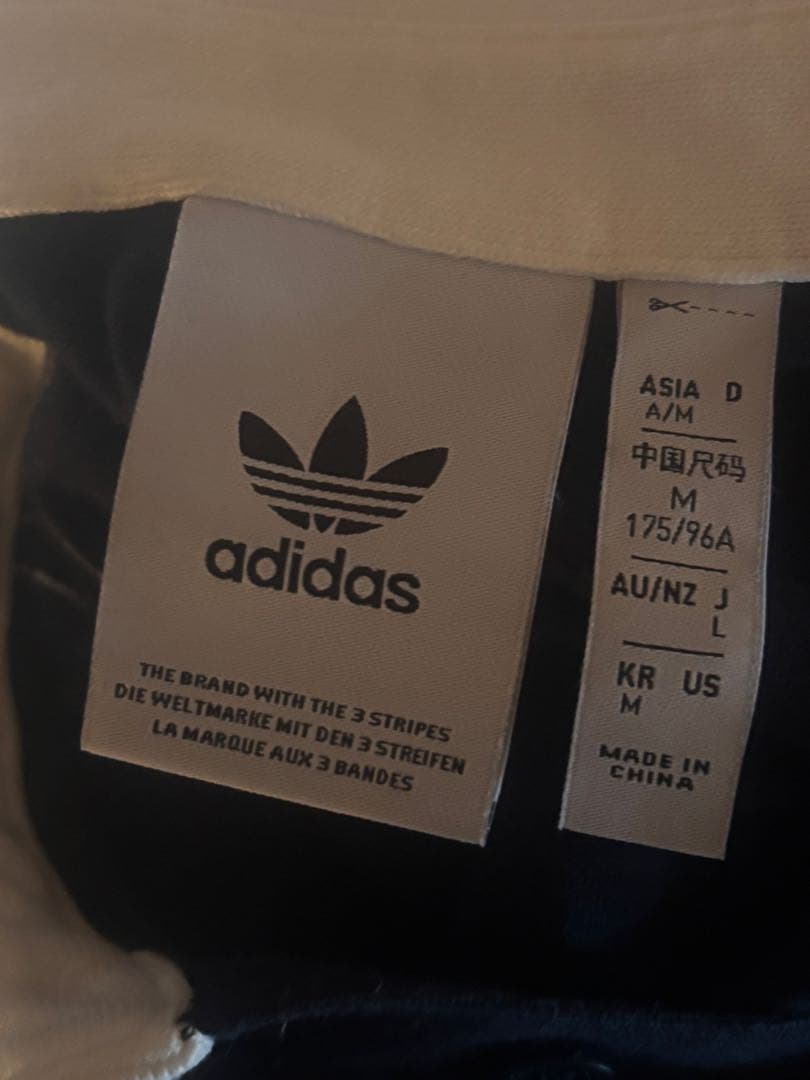 adidas
THE BRAND WITH THE 3 STRIPES
DIE WELTMARKE MIT DEN 3 STREIFEN
LA MARQUE AUX 3 BANDES
ASIA D
A/M
中国尺码
M
175/96A
AU/NZ J
L
KR US
M
MADE IN
CHINA